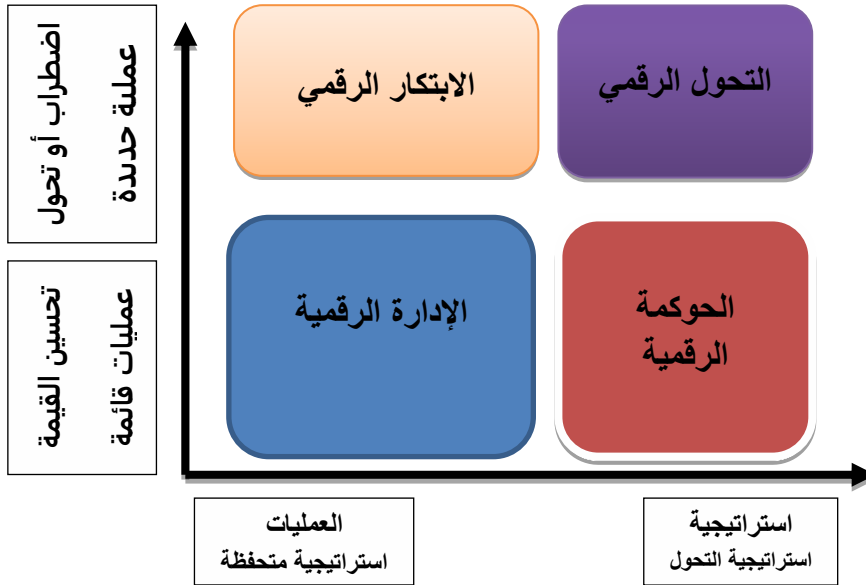 اضطراب أو تحول
عملية جديدة
الابتكار الرقمي
التحول الرقمي
تحسين القيمة
عمليات قائمة
الإدارة الرقمية
الحوكمة
الرقمية
العمليات
استراتيجية متحفظة
استراتيجية
استراتيجية التحول